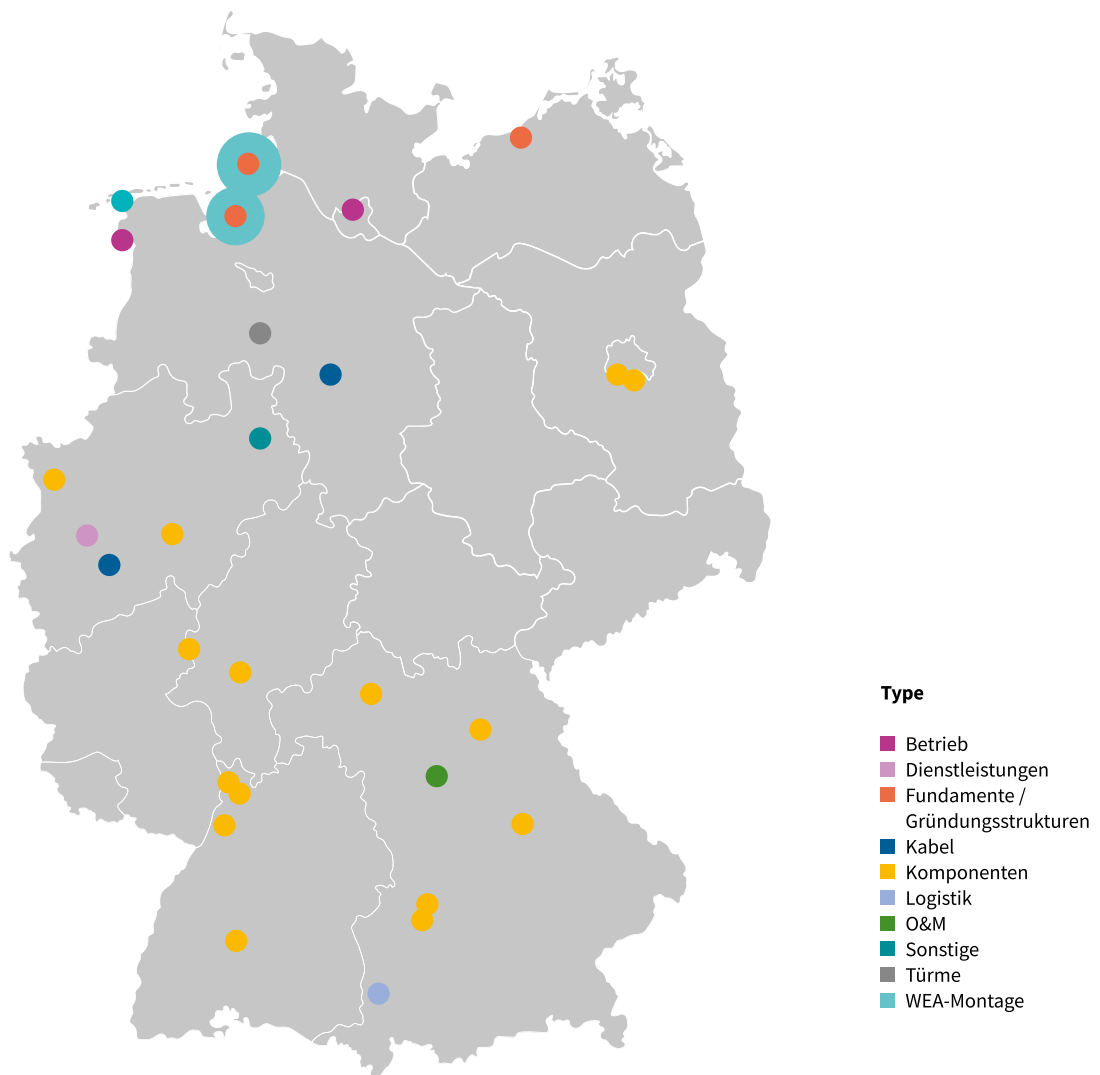 Type
Betrieb
Dienstleistungen
Fundamente /
Gründungsstrukturen
Kabel
Komponenten
Logistik
O&M
Sonstige
Türme
WEA-Montage